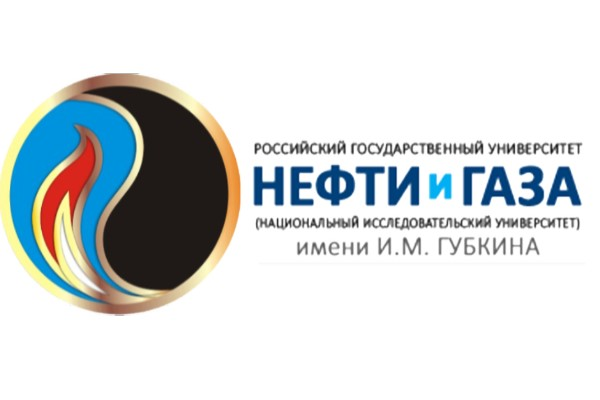 РОССИЙСКИЙ ГОСУДАРСТВЕННЫЙ УНИВЕРСИТЕТ
НЕФТИ и ГАЗА
(НАЦИОНАЛЬНЫЙ ИССЛЕДОВАТЕЛЬСКИЙ УНИВЕРСИТЕТ)
имени И.М. ГУБКИНА